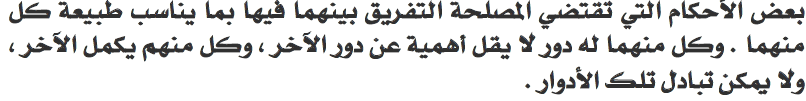 بعض الأحكام التي تقتضي المصلحة التفريق بينهما فيها بما يناسب طبيعة كل
منهما . وكل منهما له دور لا يقل أهمية عن دور الآخر ، وكل منهم يكمل الآخر ،
ولا يمكن تبادل تلك الأدوار .